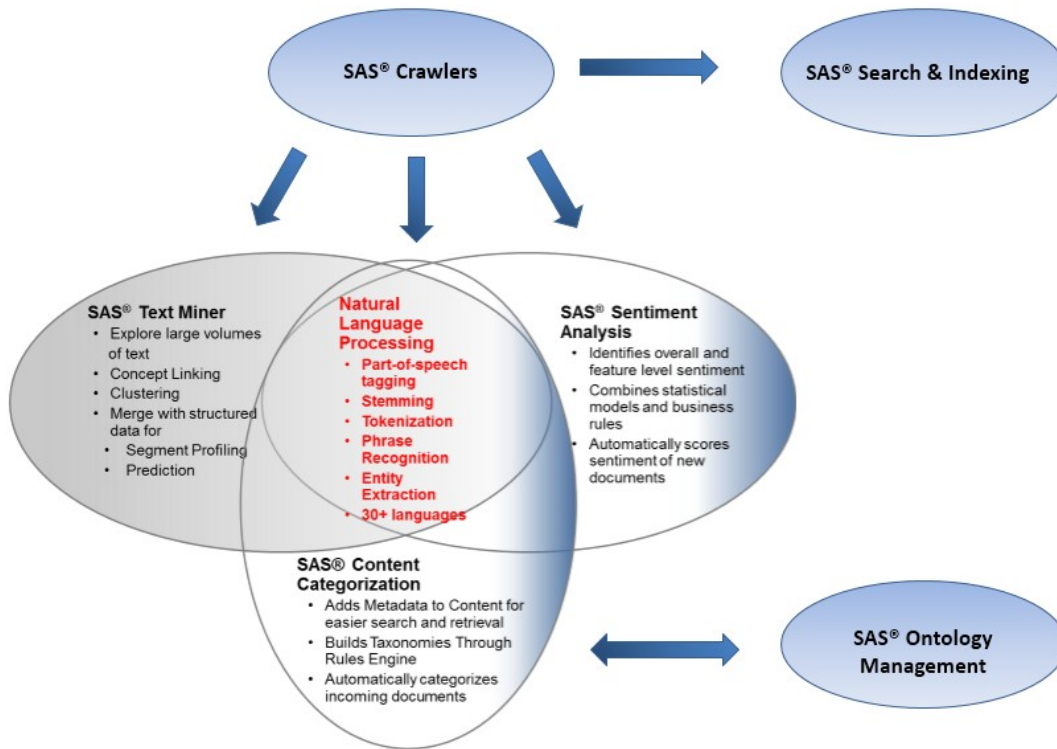 SAS® Crawlers
SAS® Search & Indexing
SAS® Text Miner
• Explore large volumes
of text
• Concept Linking
• Clustering
• Merge with structured
data for
• Segment Profiling
• Prediction
Natural
Language
Processing
• Part-of-speech
tagging
• Stemming
• Tokenization
• Phrase
Recognition
• Entity
Extraction
• 30+ languages
SAS® Sentiment
Analysis
• Identifies overall and
feature level sentiment
• Combines statistical
models and business
rules
• Automatically scores
sentiment of new
documents
SAS® Content
Categorization
• Adds Metadata to Content for
easier search and retrieval
• Builds Taxonomies Through
Rules Engine
• Automatically categorizes
incoming documents
SAS® Ontology
Management